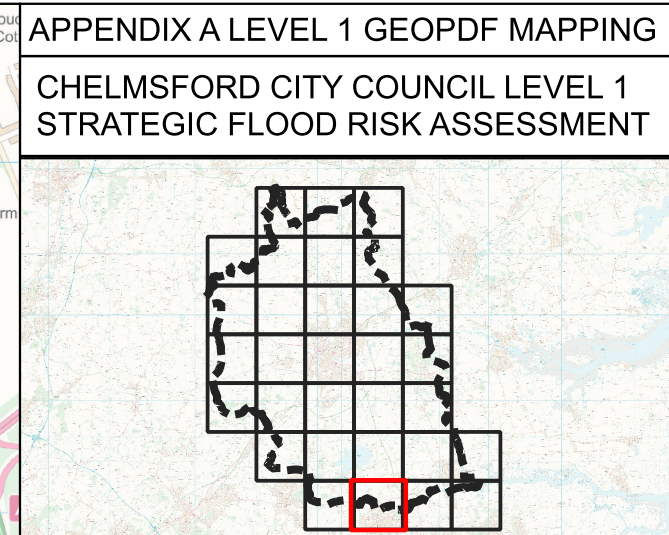 APPENDIX A LEVEL 1 GEOPDF MAPPING
CHELMSFORD CITY COUNCIL LEVEL 1
STRATEGIC FLOOD RISK ASSESSMENT